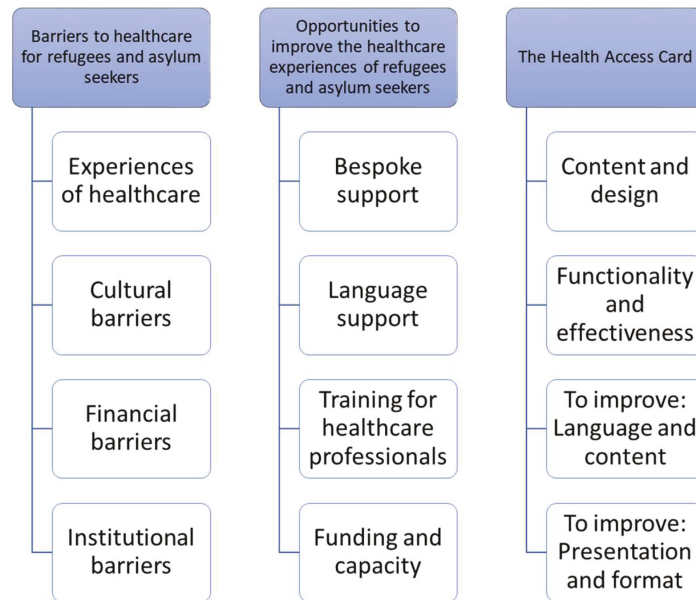 Barriers to healthcare
for refugees and asylum
seekers
Experiences
of healthcare
Cultural
barriers
Financial
barriers
Institutional
barriers
Opportunities to
improve the healthcare
experiences of refugees
and asylum seekers
Bespoke
support
Language
support
Training for
healthcare
professionals
Funding and
capacity
The Health Access Card
Content and
design
Functionality
and
effectiveness
To improve:
Language and
content
To improve:
Presentation
and format